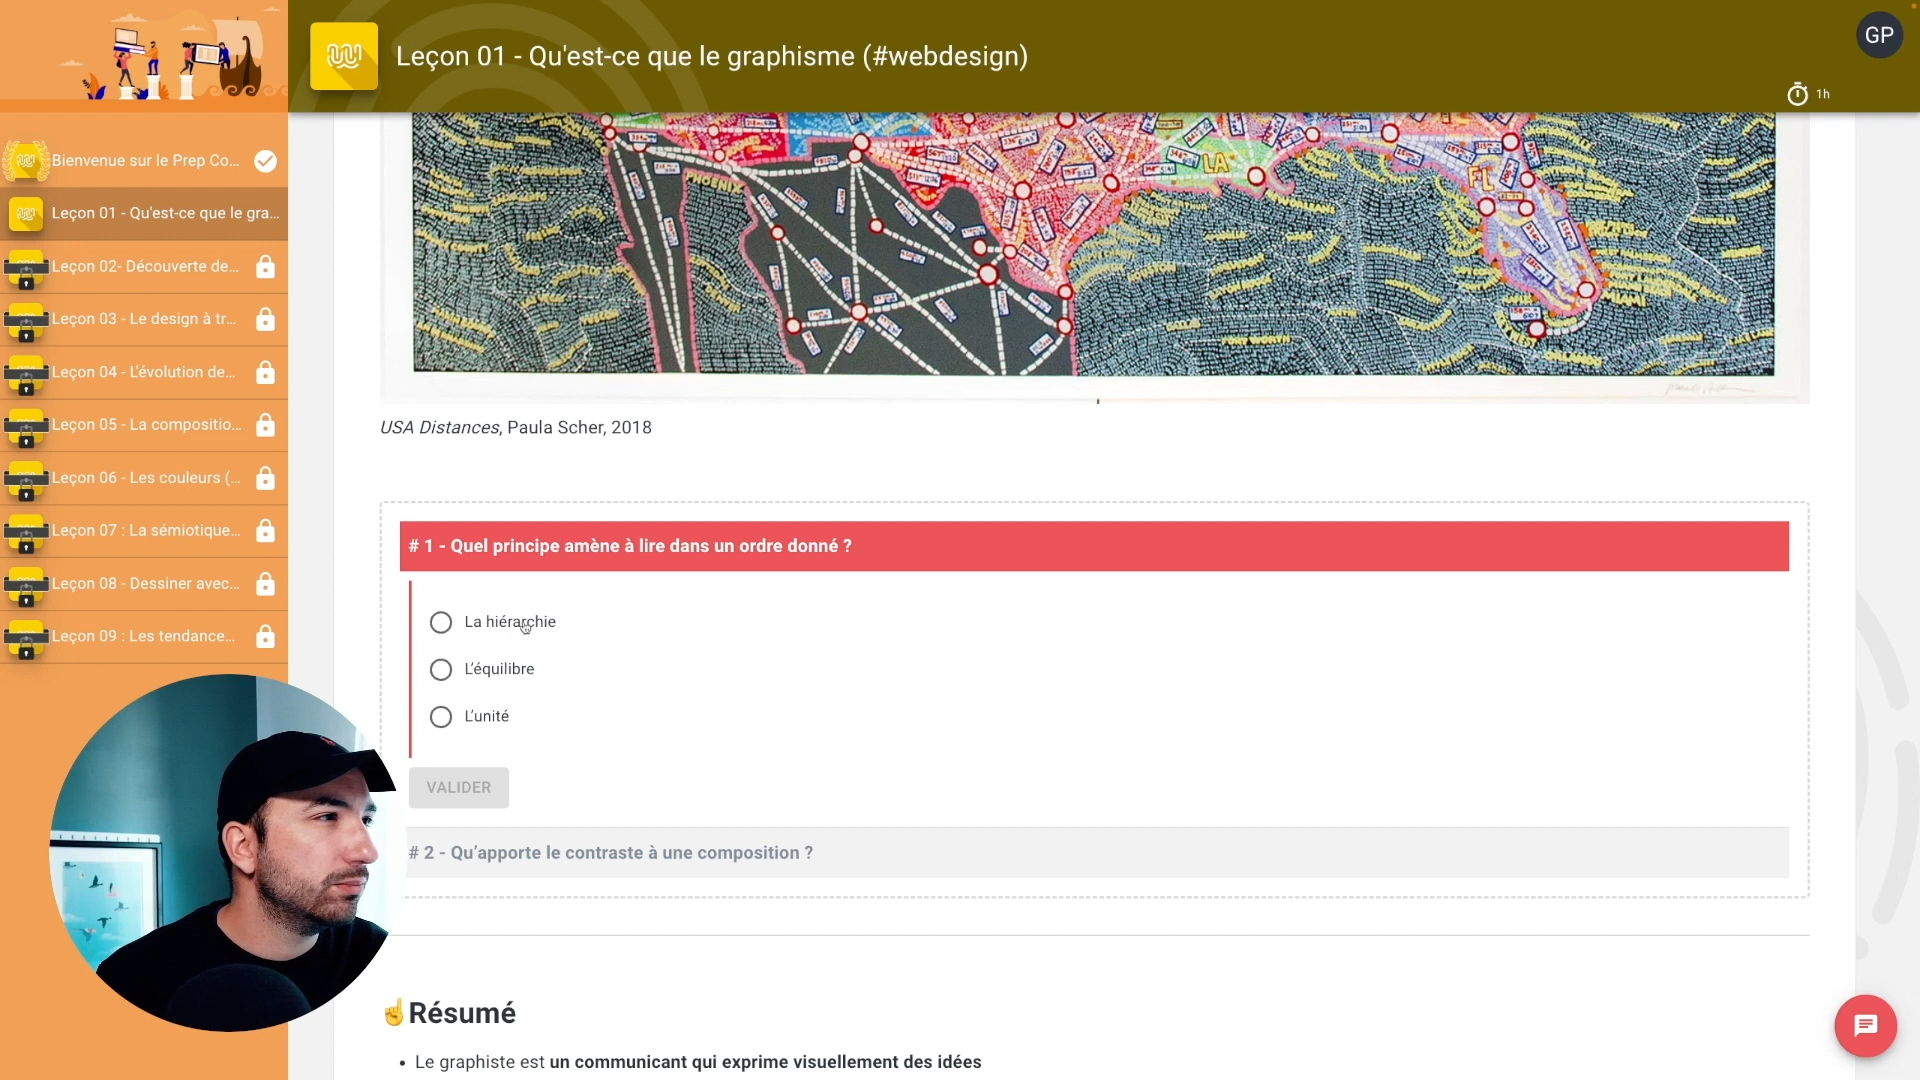 Leçon 01 - Qu'est-ce que le graphisme (#webdesign)
GP
1h
Bienvenue sur le Prep Co...
Leçon 01 - Qu'est-ce que le gra...
Leçon 02- Découverte de...
Leçon 03 - Le design à tr...
Leçon 04 - L'évolution de...
Leçon 05 - La compositio...
Leçon 06 - Les couleurs (...
Leçon 07 : La sémiotique...
Leçon 08 - Dessiner avec...
Leçon 09 : Les tendance...
PHOENIX
LA
FL
USA Distances, Paula Scher, 2018
# 1 - Quel principe amène à lire dans un ordre donné ?
La hiérarchie
L'équilibre
L'unité
VALIDER
# 2 - Qu’apporte le contraste à une composition ?
☝️Résumé
• Le graphiste est un communicant qui exprime visuellement des idées